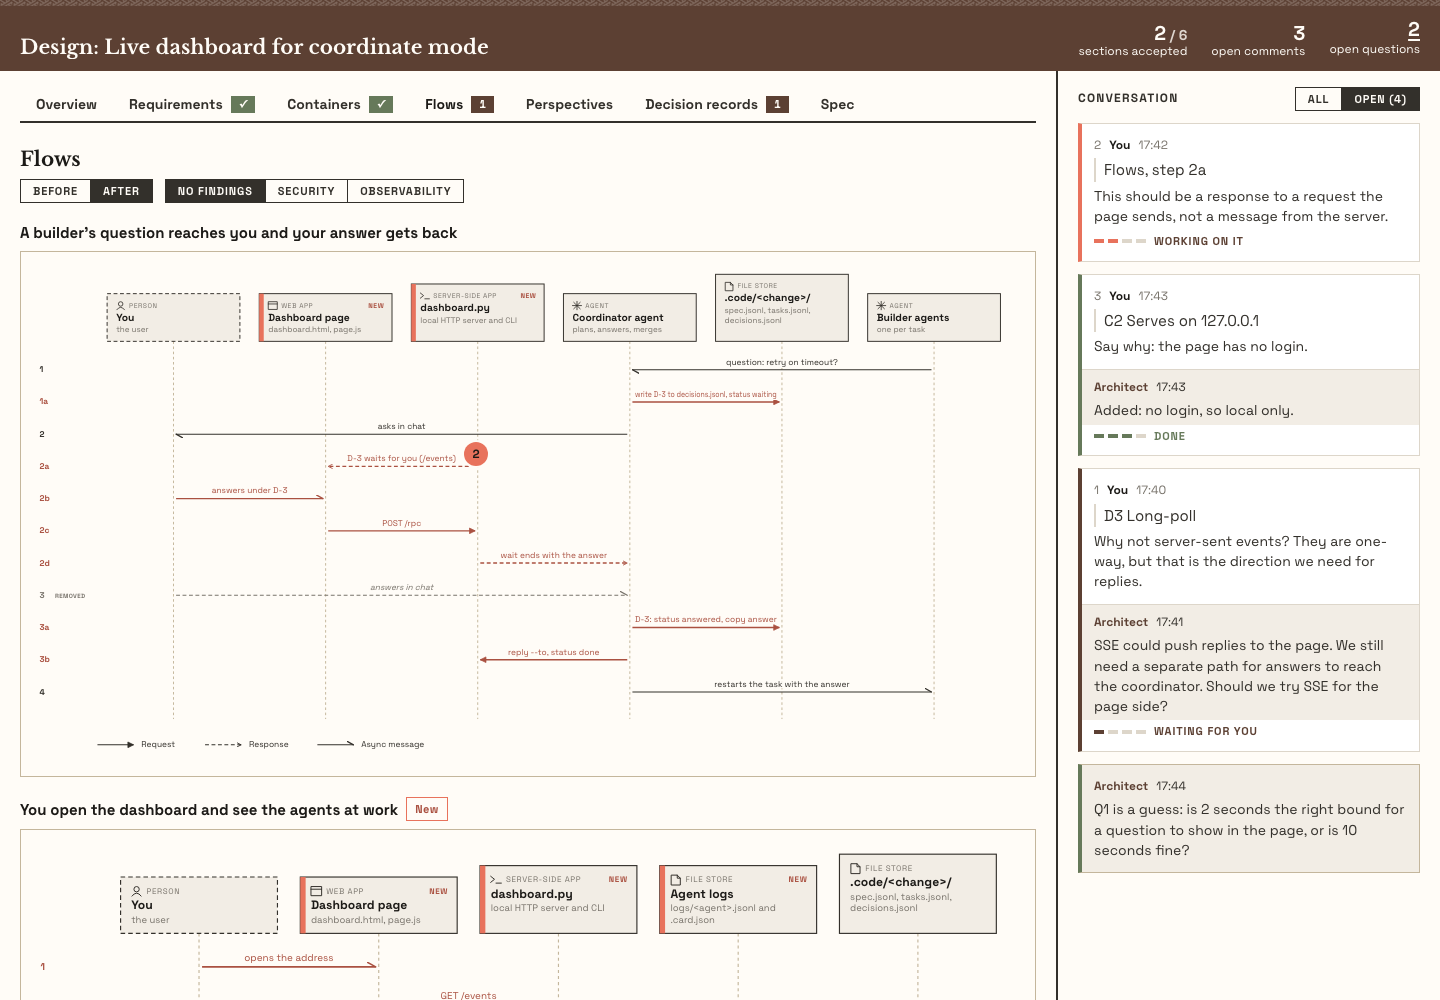 Design: Live dashboard for coordinate mode
2 / 6
sections accepted
3
open comments
2
open questions
Overview
Requirements ✓
Containers ✓
Flows 1
Perspectives
Decision records 1
Spec
Flows
BEFORE AFTER NO FINDINGS SECURITY OBSERVABILITY
A builder's question reaches you and your answer gets back
PERSON
You
the user
WEB APP NEW
Dashboard page
dashboard.html, page.js
SERVER-SIDE APP NEW
dashboard.py
local HTTP server and CLI
AGENT
Coordinator agent
plans, answers, merges
FILE STORE
.code/<change>/
spec.jsonl, tasks.jsonl,
decisions.jsonl
AGENT
Builder agents
one per task
1 question: retry on timeout?
1a write D-3 to decisions.jsonl, status waiting
2 asks in chat
2a D-3 waits for you (/events) 2
2b answers under D-3
2c POST /rpc
2d wait ends with the answer
3 REMOVED answers in chat
3a D-3: status answered, copy answer
3b reply --to, status done
4 restarts the task with the answer
Request Response Async message
You open the dashboard and see the agents at work New
PERSON
You
the user
WEB APP NEW
Dashboard page
dashboard.html, page.js
SERVER-SIDE APP NEW
dashboard.py
local HTTP server and CLI
FILE STORE NEW
Agent logs
logs/<agent>.jsonl and
.card.json
FILE STORE
.code/<change>/
spec.jsonl, tasks.jsonl,
decisions.jsonl
1 opens the address
GET /events
CONVERSATION
ALL OPEN (4)
2 You 17:42
Flows, step 2a
This should be a response to a request the
page sends, not a message from the server.
WORKING ON IT
3 You 17:43
C2 Serves on 127.0.0.1
Say why: the page has no login.
Architect 17:43
Added: no login, so local only.
DONE
1 You 17:40
D3 Long-poll
Why not server-sent events? They are one-
way, but that is the direction we need for
replies.
Architect 17:41
SSE could push replies to the page. We still
need a separate path for answers to reach
the coordinator. Should we try SSE for the
page side?
WAITING FOR YOU
Architect 17:44
Q1 is a guess: is 2 seconds the right bound for
a question to show in the page, or is 10
seconds fine?